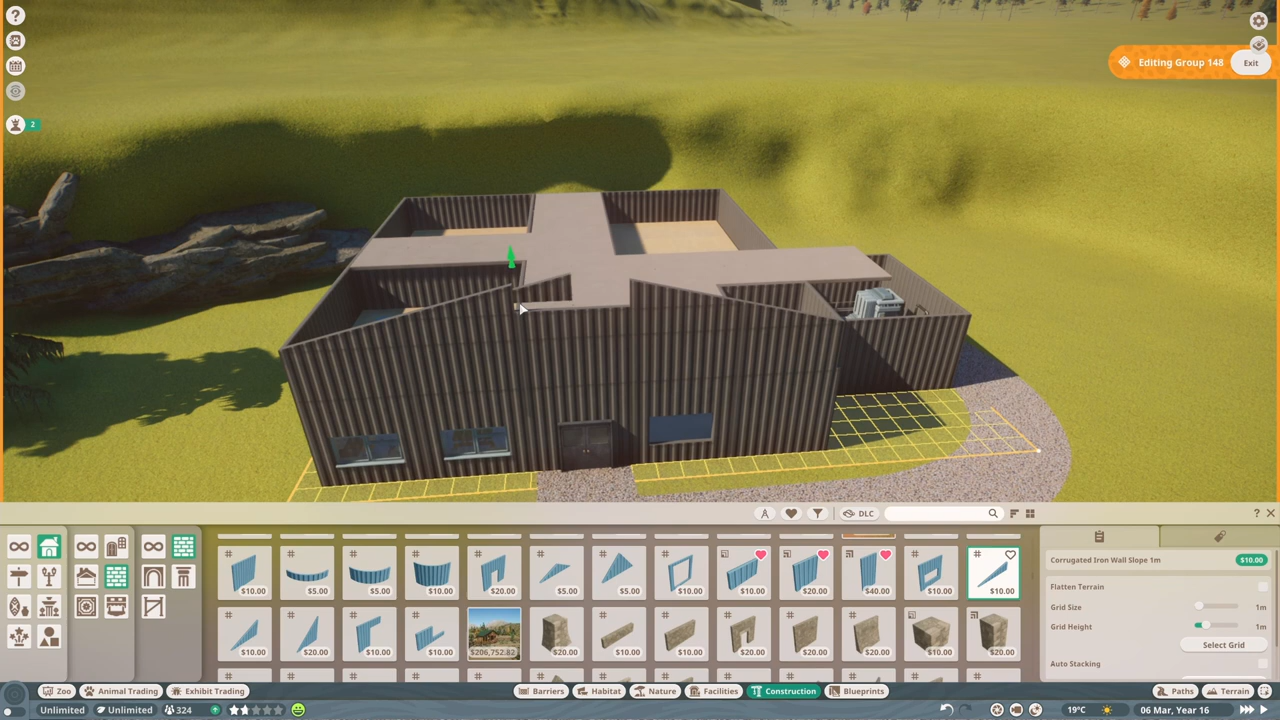 ?
2
Editing Group 148
Exit
DLC
? ×
$10.00 $5.00 $5.00 $10.00 $20.00 $5.00 $5.00 $10.00 $10.00 $20.00 $40.00 $10.00 $10.00
$10.00 $20.00 $10.00 $10.00 $206,752.82 $20.00 $10.00 $10.00 $20.00 $20.00 $20.00 $10.00 $20.00
Corrugated Iron Wall Slope 1m $10.00
Flatten Terrain
Grid Size 1m
Grid Height 1m
Select Grid
Auto Stacking
Zoo Animal Trading Exhibit Trading Barriers Habitat Nature Facilities Construction Blueprints Paths Terrain
Unlimited Unlimited 324 19°C 06 Mar, Year 16